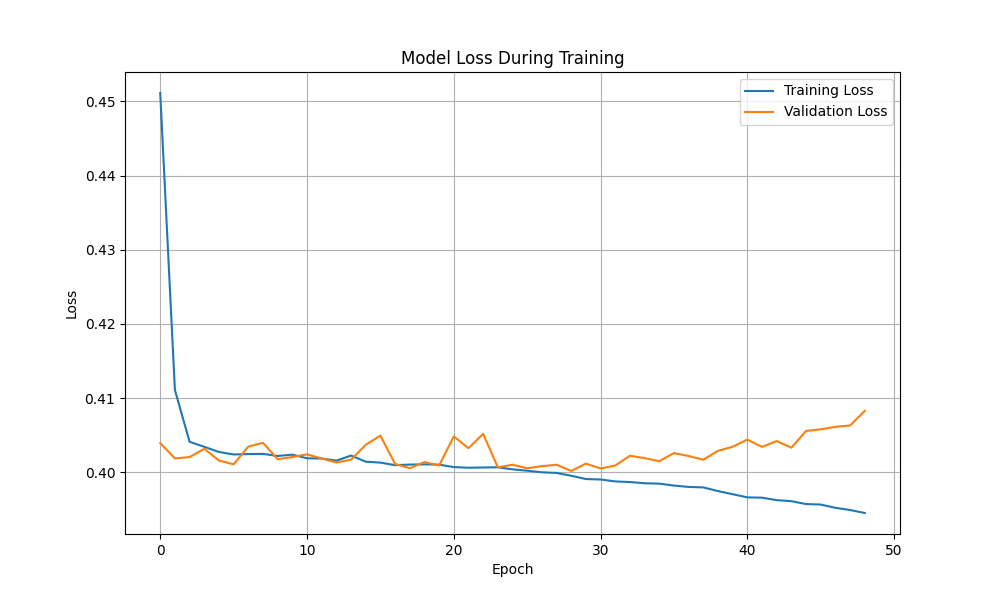 Model Loss During Training
Training Loss
Validation Loss
0.45
0.44
0.43
0.42
0.41
0.40
Loss
0 10 20 30 40 50
Epoch